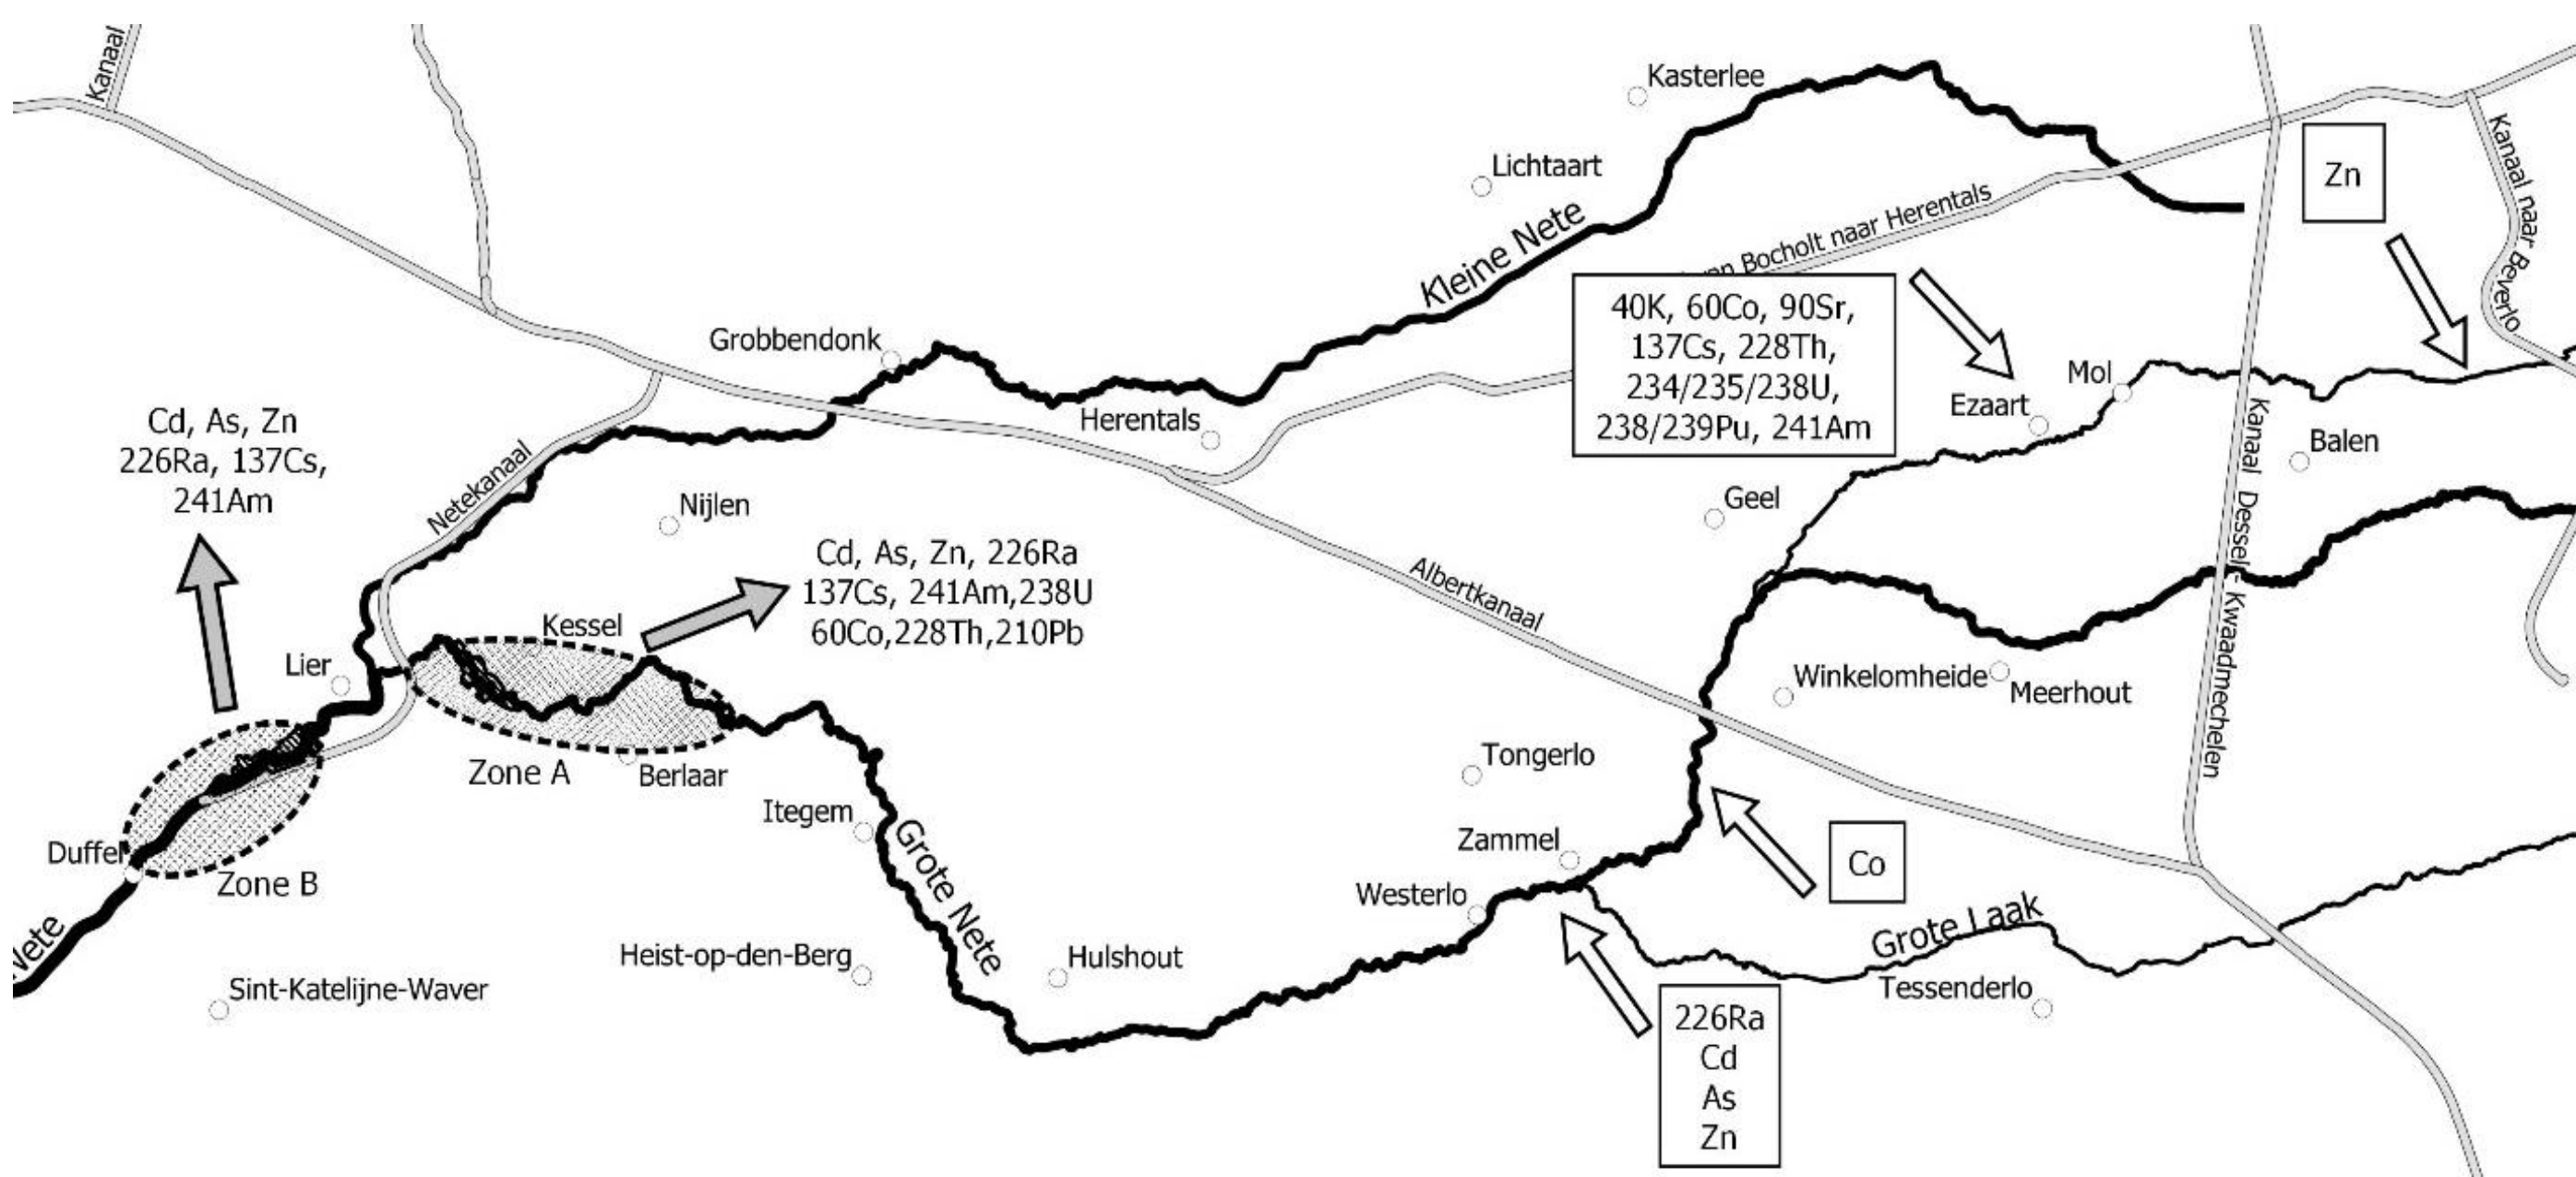 Kanaal
Kasterlee
Lichtaart
Kleine Nete
van Bocholt naar Herentals
Zn
Kanaal naar Beverlo
40K, 60Co, 90Sr,
137Cs, 228Th,
234/235/238U,
238/239Pu, 241Am
Grobbendonk
Herentals
Mol
Ezaart
Balen
Cd, As, Zn
226Ra, 137Cs,
241Am
Netekanaal
Nijlen
Geel
Kanaal Dessel - Kwaadmechelen
Cd, As, Zn, 226Ra
137Cs, 241Am,238U
60Co,228Th,210Pb
Albertkanaal
Kessel
Lier
Winkelomheide
Meerhout
Zone A
Berlaar
Tongerlo
Itegem
Grote Nete
Zammel
Co
Duffel
Zone B
Westerlo
Grote Laak
Nete
Heist-op-den-Berg
Hulshout
Tessenderlo
Sint-Katelijne-Waver
226Ra
Cd
As
Zn